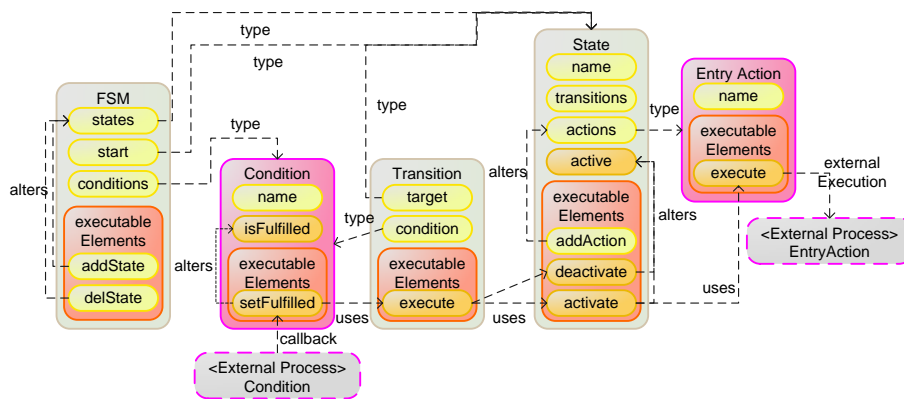 type
type
State
name
transitions
actions
active
executable
Elements
addAction
deactivate
activate
type
Entry Action
name
executable
Elements
execute
external
Execution
<External Process>
EntryAction
FSM
states
start
conditions
executable
Elements
addState
delState
alters
type
Condition
name
isFulfilled
executable
Elements
setFulfilled
alters
type
Transition
target
condition
executable
Elements
execute
type
alters
alters
uses
uses
uses
callback
<External Process>
Condition